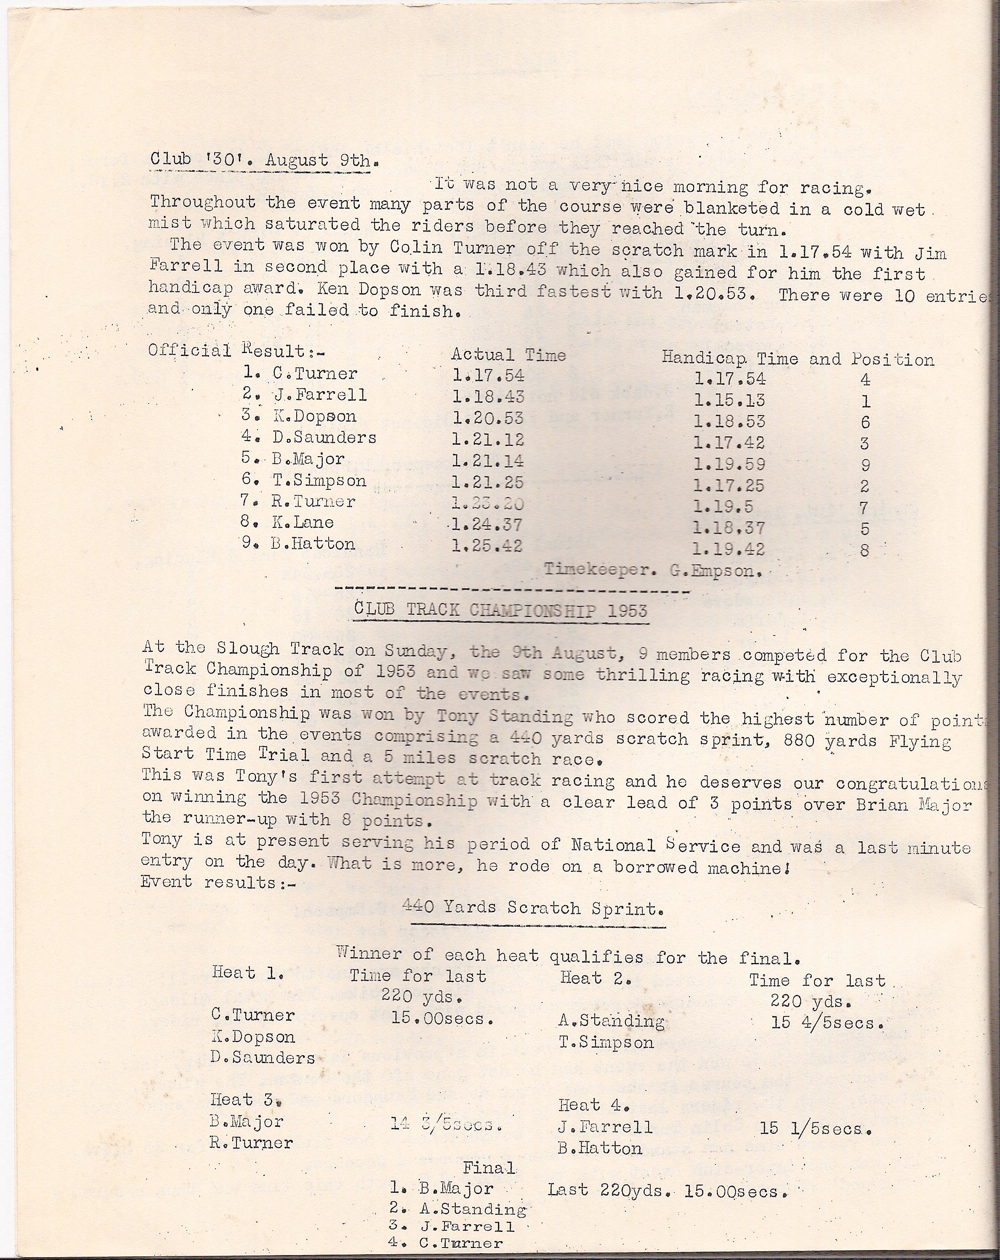 Club '30'. August 9th.
It was not a very nice morning for racing.
Throughout the event many parts of the course were blanketed in a cold wet
mist which saturated the riders before they reached the turn.
The event was won by Colin Turner off the scratch mark in 1.17.54 with Jim
Farrell in second place with a 1.18.43 which also gained for him the first
handicap award. Ken Dopson was third fastest with 1.20.53. There were 10 entrie
and only one failed to finish.
Official Result:- Actual Time Handicap Time and Position
1. C.Turner 1.17.54 1.17.54 4
2. J.Farrell 1.18.43 1.15.13 1
3. K.Dopson 1.20.53 1.18.53 6
4. D.Saunders 1.21.12 1.17.42 3
5. B.Major 1.21.14 1.19.59 9
6. T.Simpson 1.21.25 1.17.25 2
7. R.Turner 1.23.20 1.19.5 7
8. K.Lane 1.24.37 1.18.37 5
9. B.Hatton 1.25.42 1.19.42 8
Timekeeper. G.Empson.
CLUB TRACK CHAMPIONSHIP 1953
At the Slough Track on Sunday, the 9th August, 9 members competed for the Club
Track Championship of 1953 and we saw some thrilling racing with exceptionally
close finishes in most of the events.
The Championship was won by Tony Standing who scored the highest number of point
awarded in the events comprising a 440 yards scratch sprint, 880 yards Flying
Start Time Trial and a 5 miles scratch race.
This was Tony's first attempt at track racing and he deserves our congratulations
on winning the 1953 Championship with a clear lead of 3 points over Brian Major
the runner-up with 8 points.
Tony is at present serving his period of National Service and was a last minute
entry on the day. What is more, he rode on a borrowed machine!
Event results:-
440 Yards Scratch Sprint.
Winner of each heat qualifies for the final.
Heat 1. Time for last Heat 2. Time for last
220 yds. 220 yds.
C.Turner 15.00secs. A.Standing 15 4/5secs.
K.Dopson T.Simpson
D.Saunders
Heat 3. Heat 4.
B.Major 14 3/5secs. J.Farrell 15 1/5secs.
R.Turner B.Hatton
Final
1. B.Major Last 220yds. 15.00secs.
2. A.Standing
3. J.Farrell
4. C.Turner